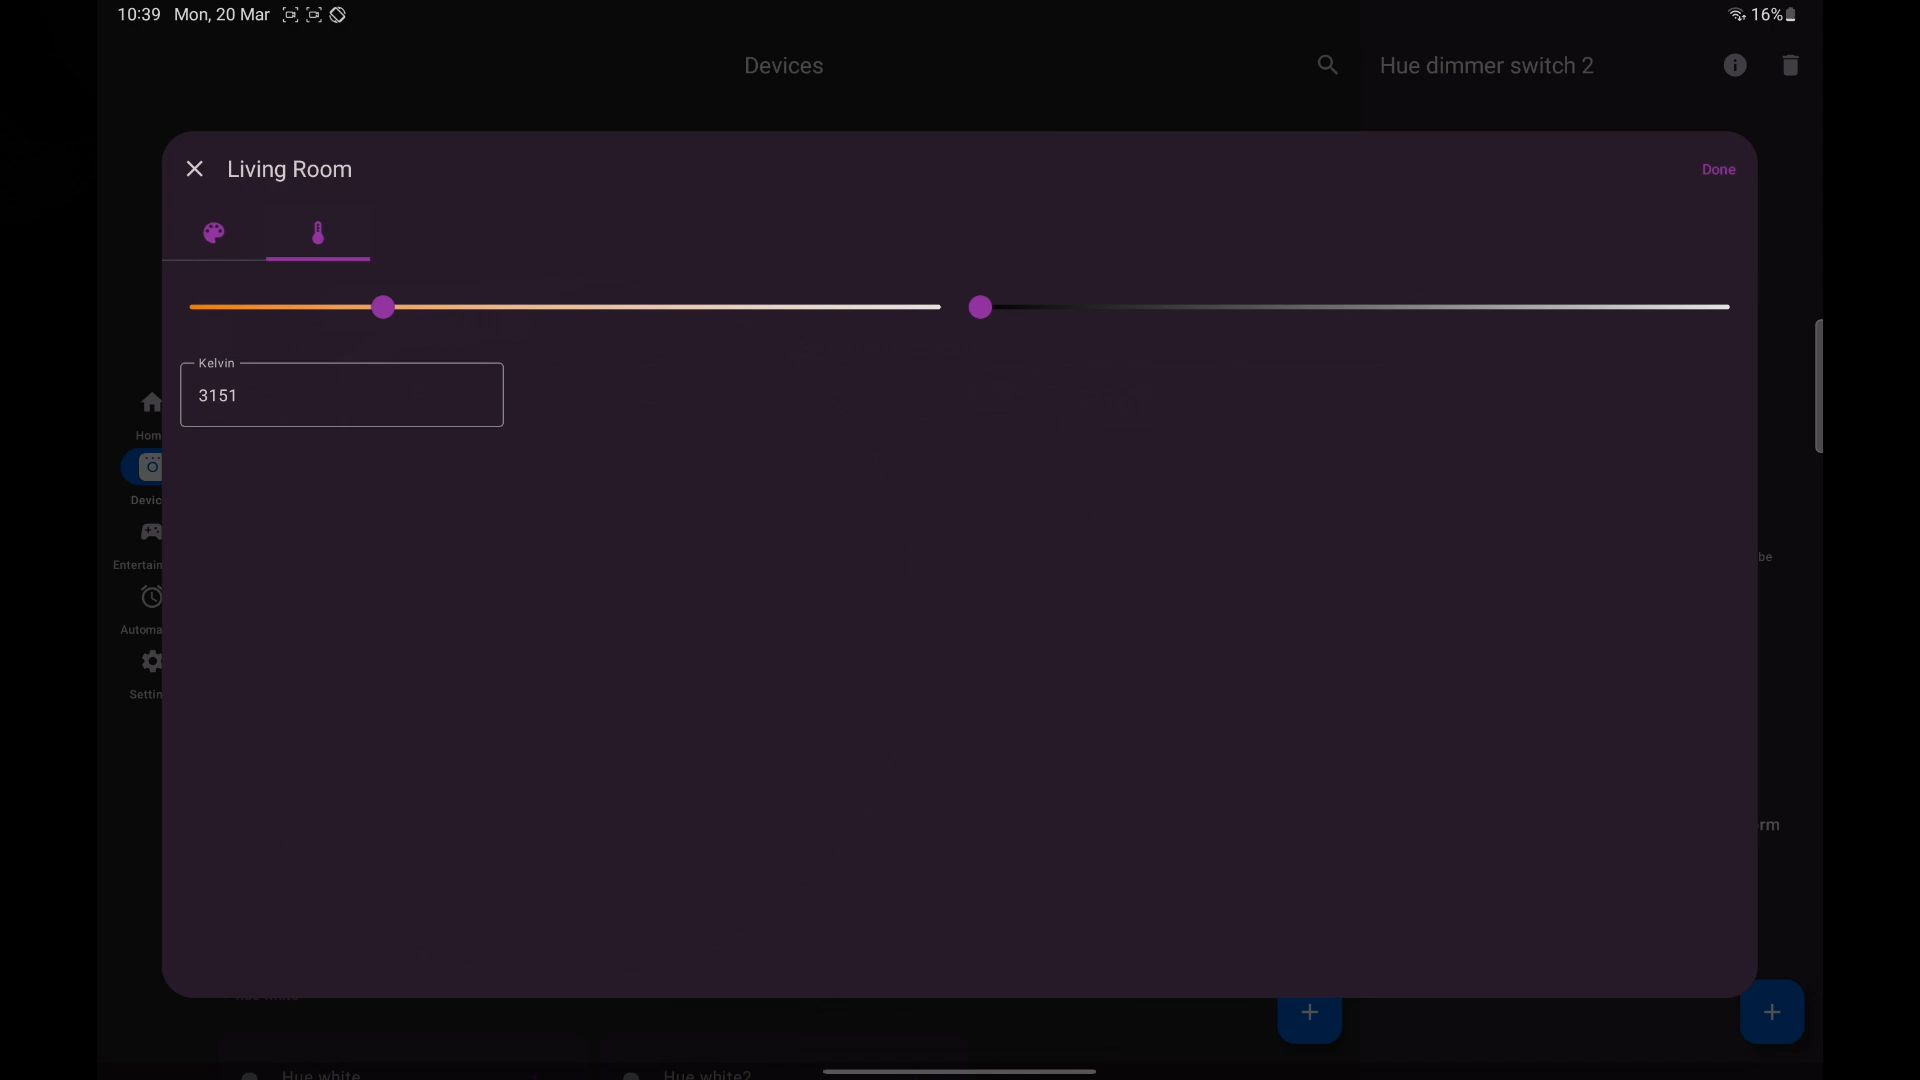 10:39 Mon, 20 Mar
16%
Devices
Hue dimmer switch 2
Living Room
Done
Kelvin
3151
Hom
Devic
Entertain
Automa
Settin
be
rm
Hue white
Hue white2